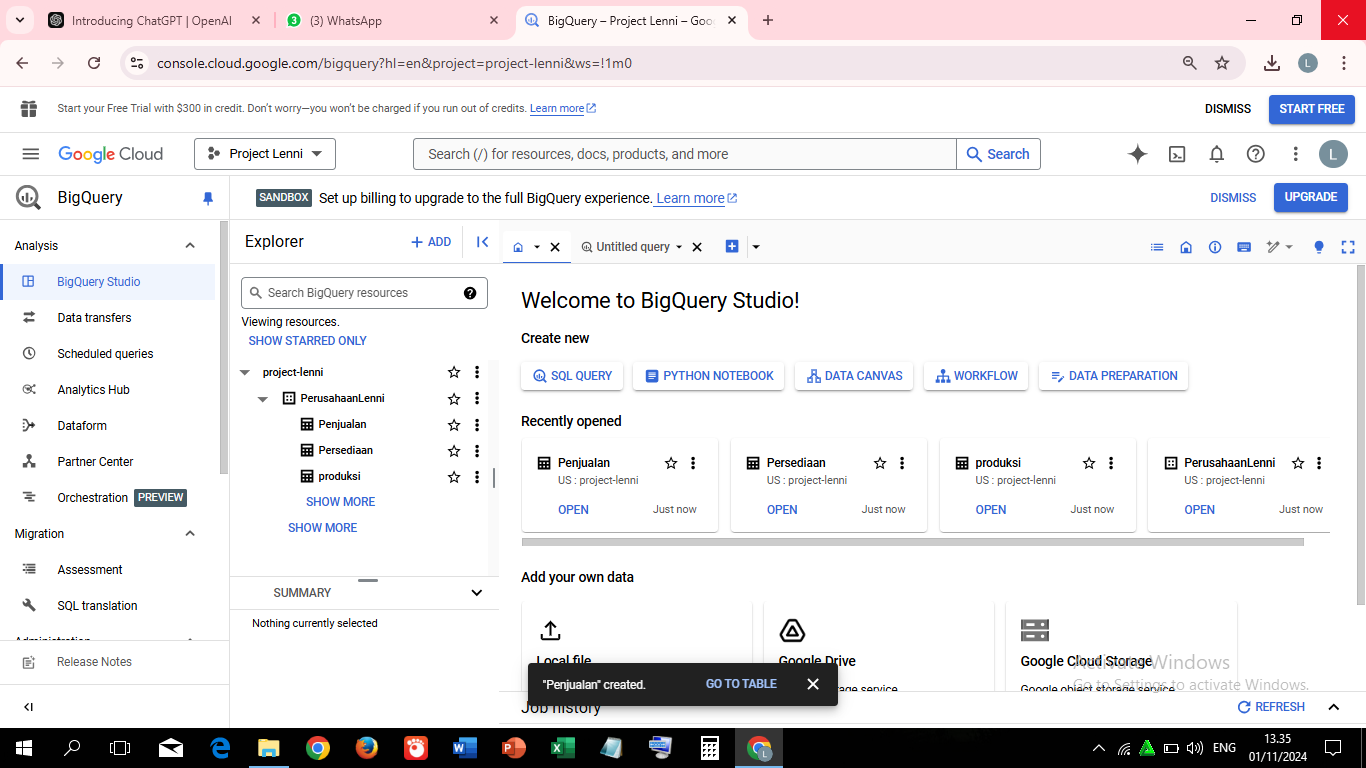 Introducing ChatGPT | OpenAI
(3) WhatsApp
BigQuery – Project Lenni – Goo
console.cloud.google.com/bigquery?hl=en&project=project-lenni&ws=!1m0
L
Start your Free Trial with $300 in credit. Don't worry—you won't be charged if you run out of credits. Learn more
DISMISS
START FREE
Google Cloud
Project Lenni
Search (/) for resources, docs, products, and more
Search
L
BigQuery
SANDBOX Set up billing to upgrade to the full BigQuery experience. Learn more
DISMISS
UPGRADE
Analysis
BigQuery Studio
Data transfers
Scheduled queries
Analytics Hub
Dataform
Partner Center
Orchestration PREVIEW
Migration
Assessment
SQL translation
Administration
Release Notes
Explorer
+ ADD
Search BigQuery resources
Viewing resources.
SHOW STARRED ONLY
project-lenni
PerusahaanLenni
Penjualan
Persediaan
produksi
SHOW MORE
SHOW MORE
SUMMARY
Nothing currently selected
Untitled query
Welcome to BigQuery Studio!
Create new
SQL QUERY
PYTHON NOTEBOOK
DATA CANVAS
WORKFLOW
DATA PREPARATION
Recently opened
Penjualan
US : project-lenni
OPEN
Just now
Persediaan
US : project-lenni
OPEN
Just now
produksi
US : project-lenni
OPEN
Just now
PerusahaanLenni
US : project-lenni
OPEN
Just now
Add your own data
Local file
Google Drive
Google Cloud Storage
Google object storage service
"Penjualan" created.
GO TO TABLE
Activate Windows
Go to Settings to activate Windows.
Job history
REFRESH
ENG
13.35
01/11/2024